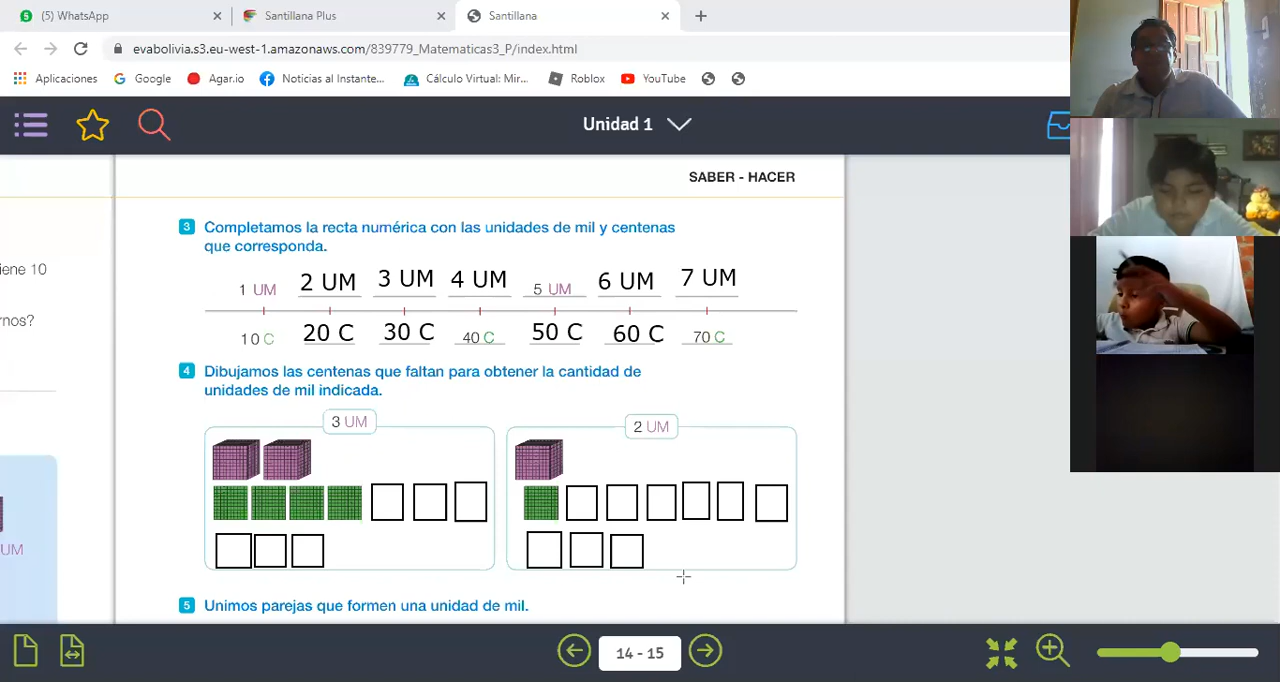 (5) WhatsApp
Santillana Plus
Santillana
evabolivia.s3.eu-west-1.amazonaws.com/839779_Matematicas3_P/index.html
Aplicaciones Google Agar.io Noticias al Instante... Cálculo Virtual: Mir... Roblox YouTube
Unidad 1
SABER - HACER
3 Completamos la recta numérica con las unidades de mil y centenas
que corresponda.
1 UM 2 UM 3 UM 4 UM 5 UM 6 UM 7 UM
10 C 20 C 30 C 40 C 50 C 60 C 70 C
4 Dibujamos las centenas que faltan para obtener la cantidad de
unidades de mil indicada.
3 UM
2 UM
5 Unimos parejas que formen una unidad de mil.
iene 10
rnos?
UM
14 - 15